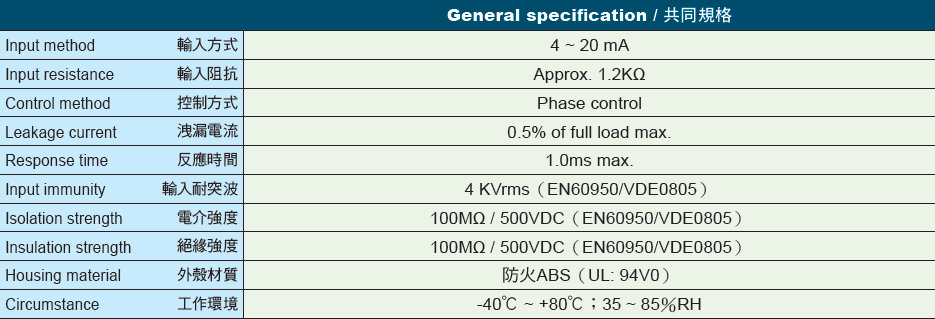 General specification / 共同規格
Input method 輸入方式 4 ~ 20 mA
Input resistance 輸入阻抗 Approx. 1.2KΩ
Control method 控制方式 Phase control
Leakage current 洩漏電流 0.5% of full load max.
Response time 反應時間 1.0ms max.
Input immunity 輸入耐突波 4 KVrms（EN60950/VDE0805）
Isolation strength 電介強度 100MΩ / 500VDC（EN60950/VDE0805）
Insulation strength 絕緣強度 100MΩ / 500VDC（EN60950/VDE0805）
Housing material 外殼材質 防火ABS（UL: 94V0）
Circumstance 工作環境 -40℃ ~ +80℃；35 ~ 85%RH